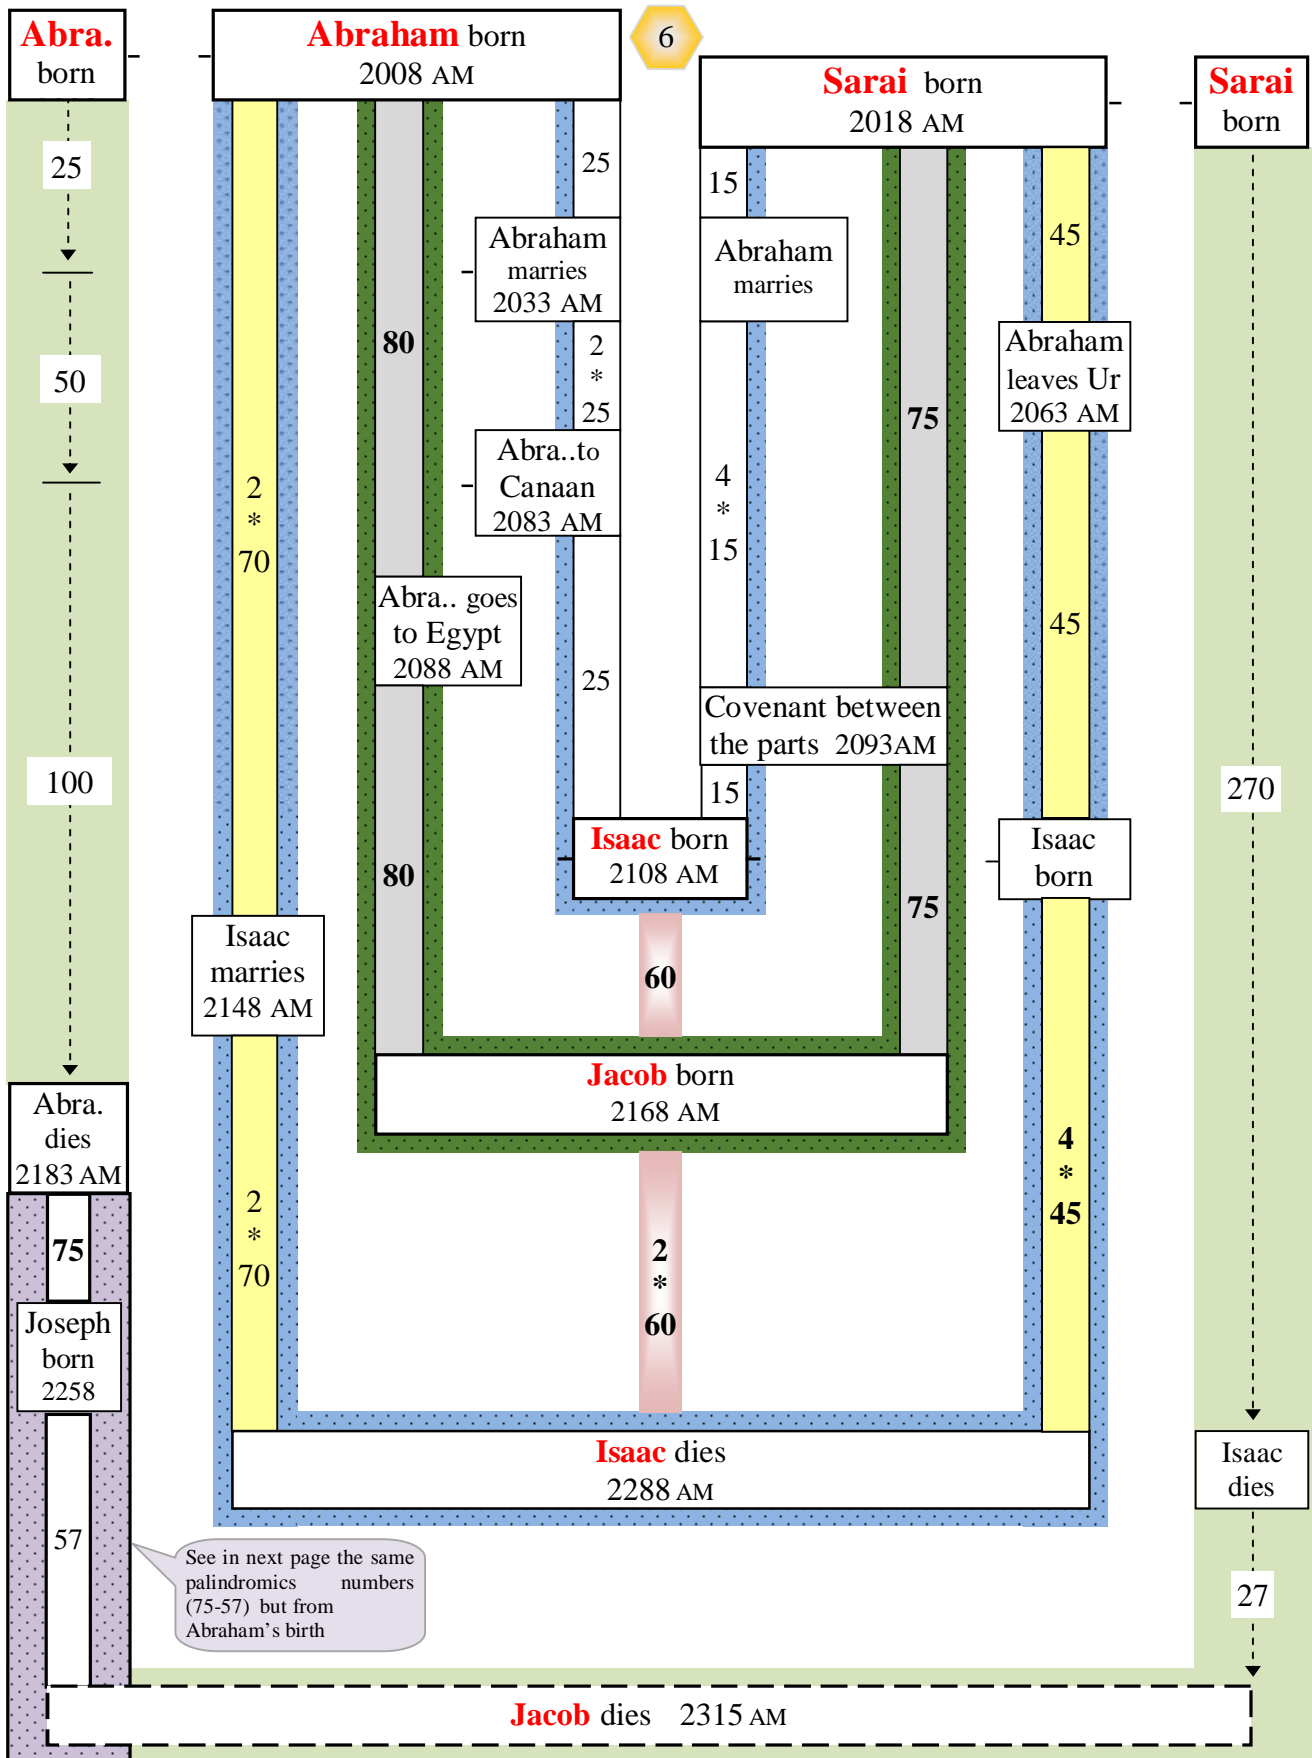 Abra.
born
Abraham born
2008 AM
6
Sarai born
2018 AM
Sarai
born
25
50
100
Abra.
dies
2183 AM
75
Joseph
born
2258
57
2
*
70
Isaac
marries
2148 AM
2
*
70
80
Abra.. goes
to Egypt
2088 AM
80
25
Abraham
marries
2033 AM
2
*
25
Abra..to
Canaan
2083 AM
25
15
Abraham
marries
4
*
15
Covenant between
the parts 2093AM
15
Isaac born
2108 AM
75
75
60
Jacob born
2168 AM
2
*
60
45
Abraham
leaves Ur
2063 AM
45
Isaac
born
4
*
45
Isaac dies
2288 AM
270
Isaac
dies
27
See in next page the same
palindromics numbers
(75-57) but from
Abraham's birth
Jacob dies 2315 AM